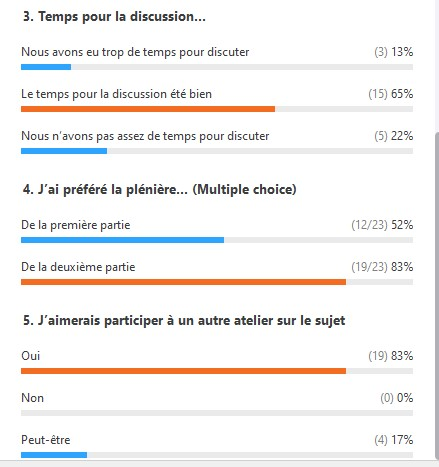 3. Temps pour la discussion...
Nous avons eu trop de temps pour discuter (3) 13%
Le temps pour la discussion été bien (15) 65%
Nous n'avons pas assez de temps pour discuter (5) 22%
4. J'ai préféré la plénière... (Multiple choice)
De la première partie (12/23) 52%
De la deuxième partie (19/23) 83%
5. J'aimerais participer à un autre atelier sur le sujet
Oui (19) 83%
Non (0) 0%
Peut-être (4) 17%